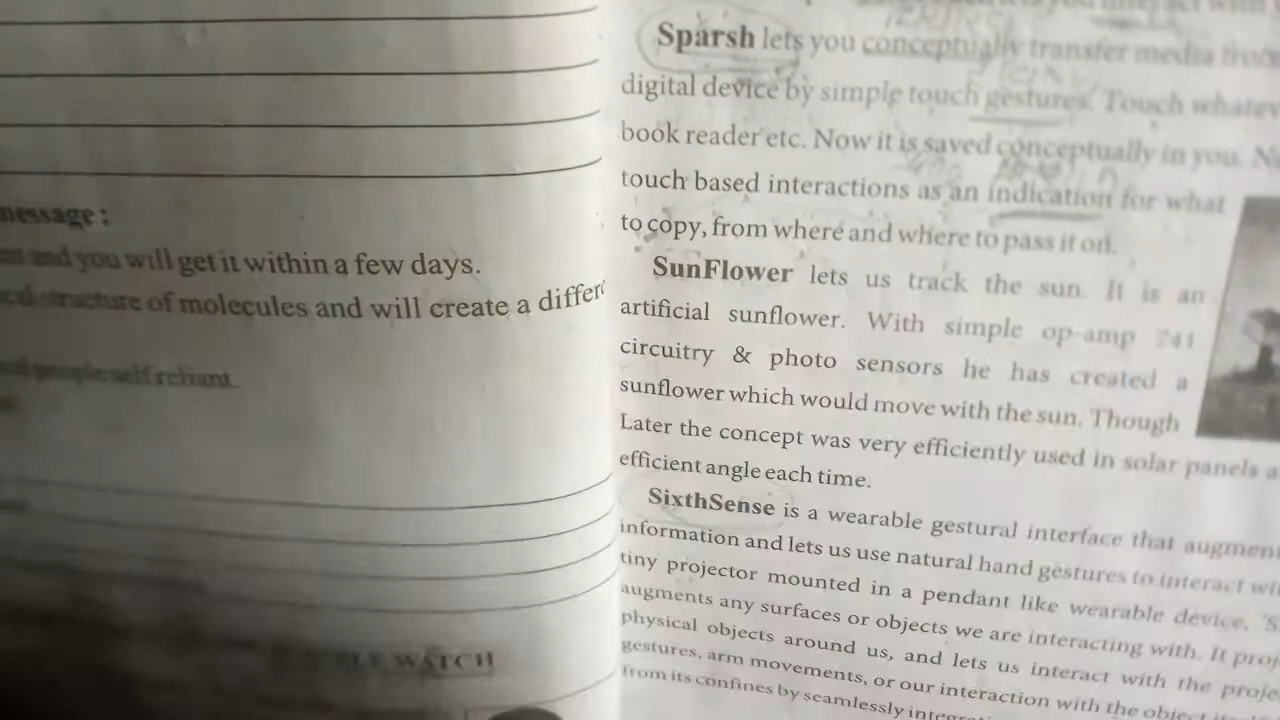 message :
and you will get it within a few days.
structure of molecules and will create a differ
people self reliant.
WATCH
Sparsh lets you conceptually transfer media from
digital device by simple touch gestures. Touch whatev
book reader etc. Now it is saved conceptually in you.
touch based interactions as an indication for what
to copy, from where and where to pass it on.
SunFlower lets us track the sun. It is an
artificial sunflower. With simple op-amp 741
circuitry & photo sensors he has created a
sunflower which would move with the sun. Though
Later the concept was very efficiently used in solar panels a
efficient angle each time.
SixthSense is a wearable gestural interface that augmen
information and lets us use natural hand gestures to interact wi
tiny projector mounted in a pendant like wearable device. 'S
augments any surfaces or objects we are interacting with. It proj
physical objects around us, and lets us interact with the proje
gestures, arm movements, or our interaction with the object
from its confines by seamlessly integrat